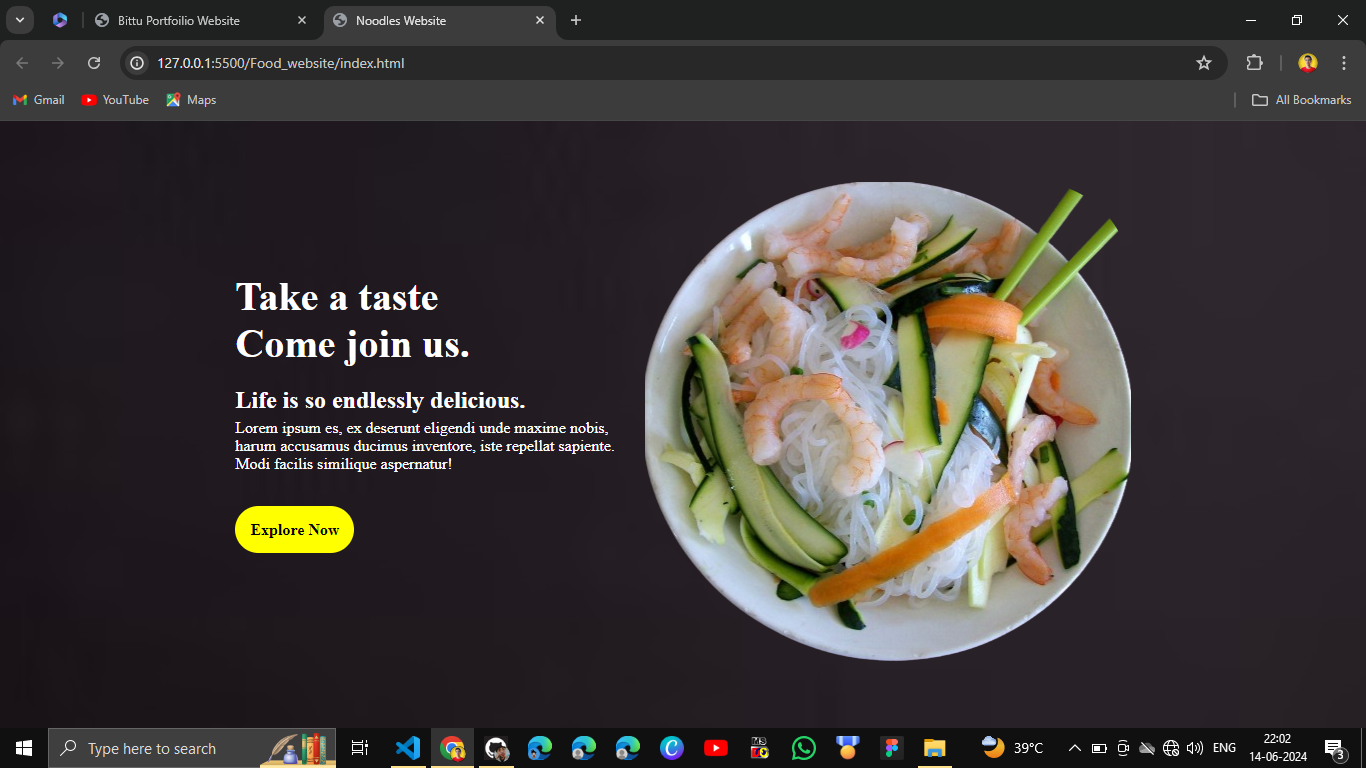 Bittu Portfoilio Website
Noodles Website
127.0.0.1:5500/Food_website/index.html
Gmail
YouTube
Maps
All Bookmarks
Take a taste
Come join us.
Life is so endlessly delicious.
Lorem ipsum es, ex deserunt eligendi unde maxime nobis,
harum accusamus ducimus inventore, iste repellat sapiente.
Modi facilis similique aspernatur!
Explore Now
Type here to search
39°C
ENG
22:02
14-06-2024
3